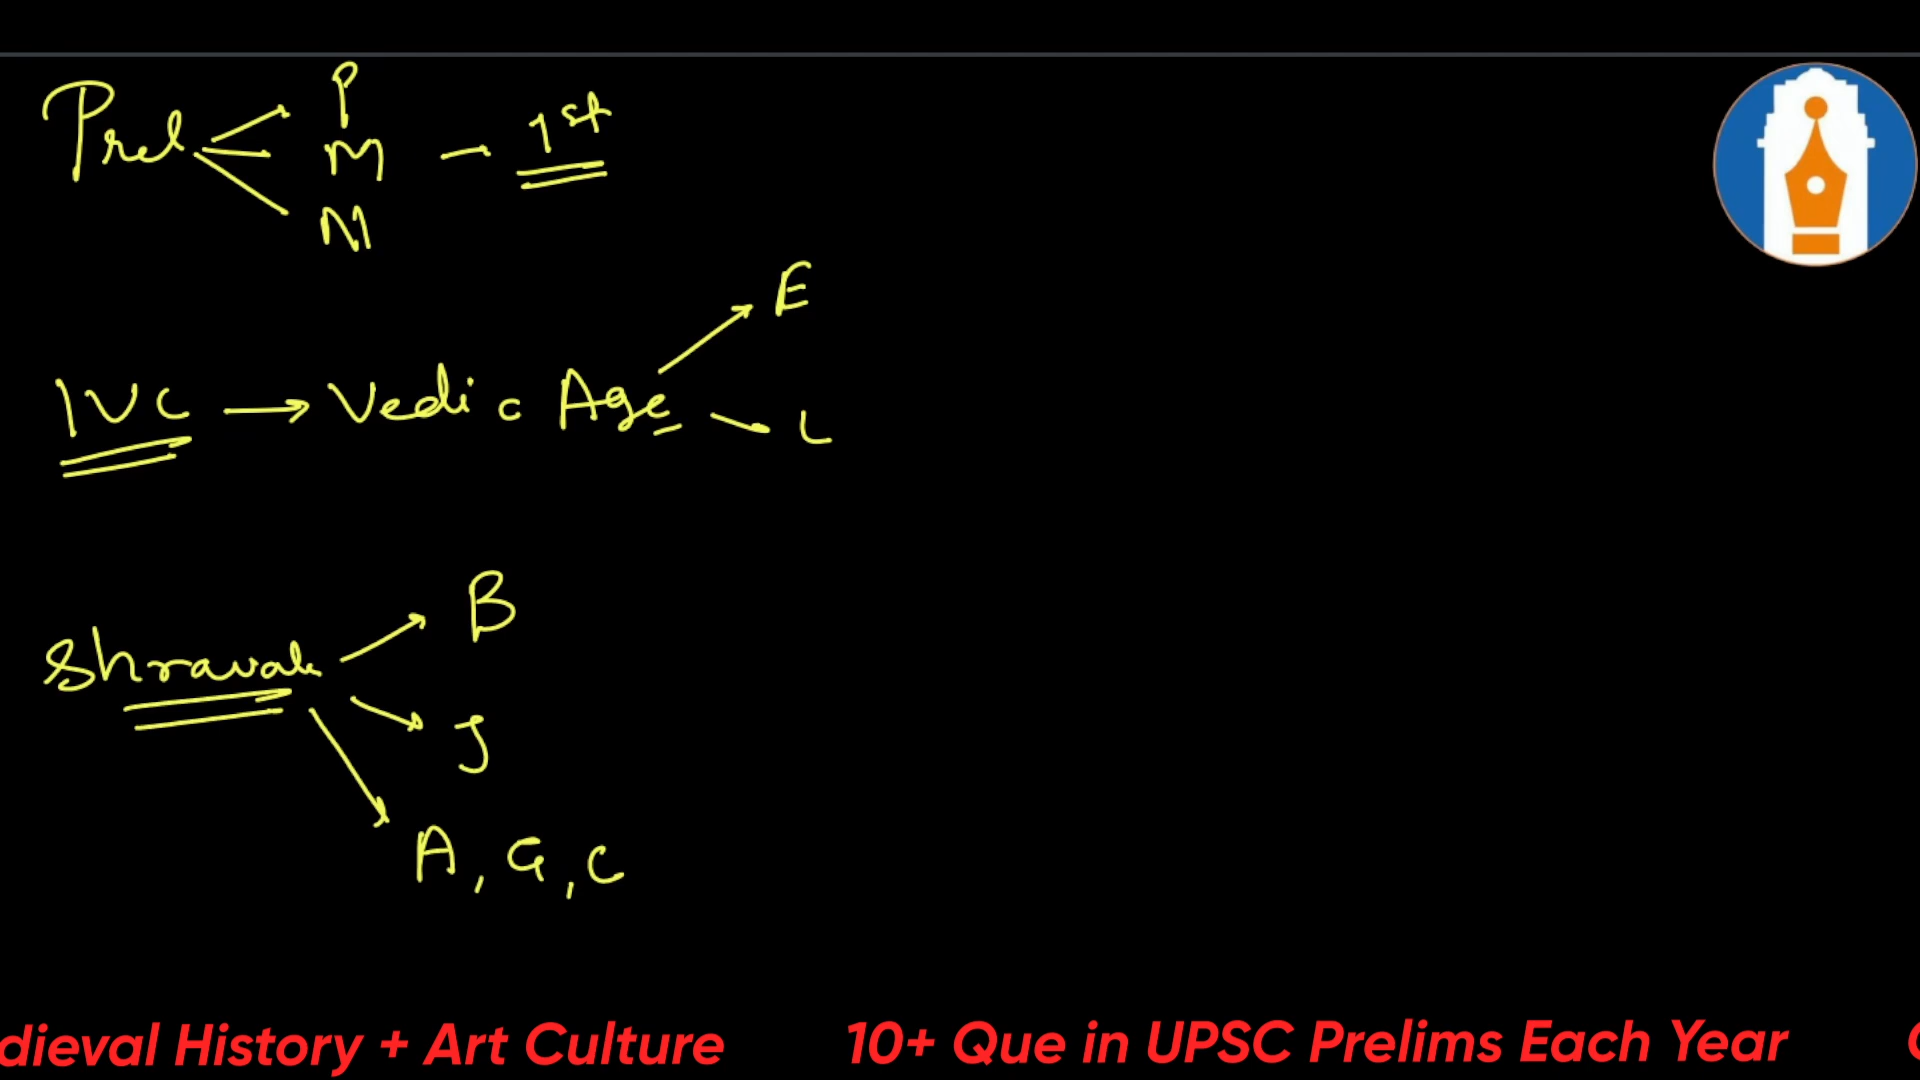 P
Prel → M → 1st
N
E
IVC → Vedic Age
L
B
Shravak
J
A, G, C
dieval History + Art Culture 10+ Que in UPSC Prelims Each Year